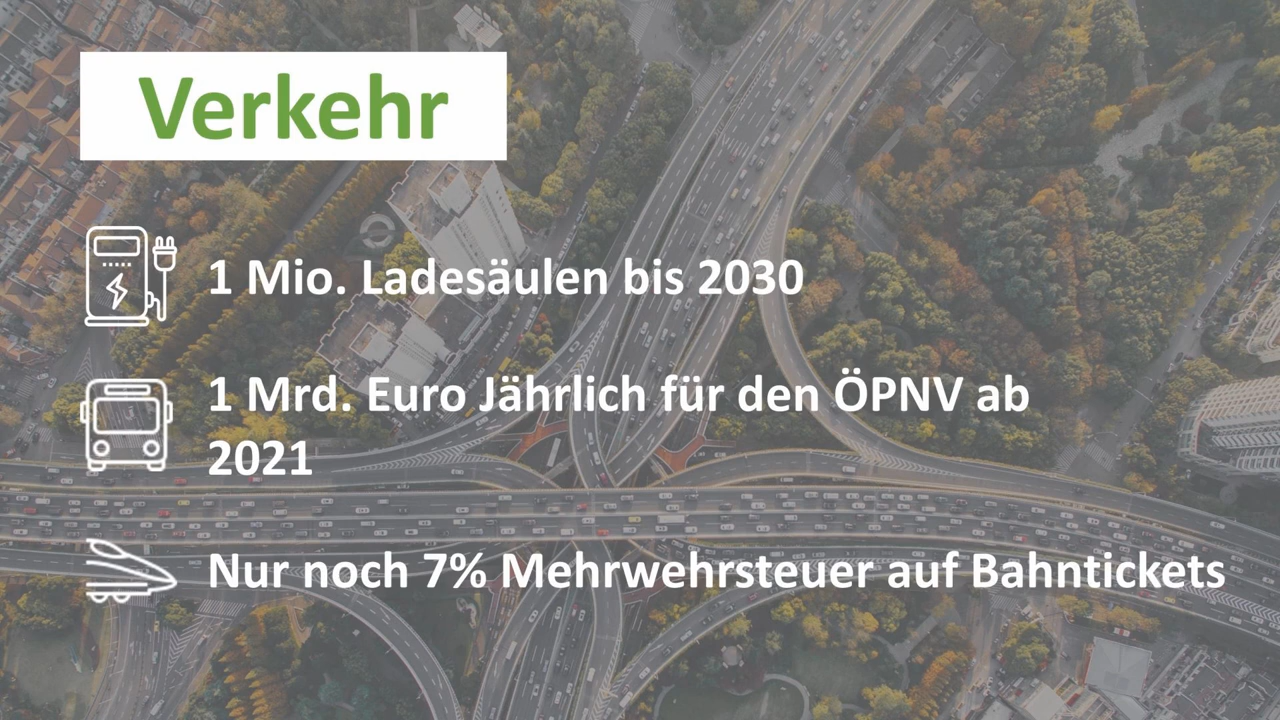 Verkehr
1 Mio. Ladesäulen bis 2030
1 Mrd. Euro Jährlich für den ÖPNV ab
2021
Nur noch 7% Mehrwehrsteuer auf Bahntickets